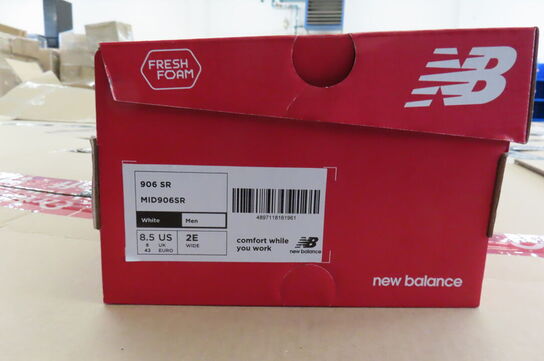 FRESH
FOAM
NB
906 SR
MID906SR
White Men
4897118181961
8.5 US 2E
8 UK WIDE
42 EURO
comfort while
you work
NB
new balance
new balance